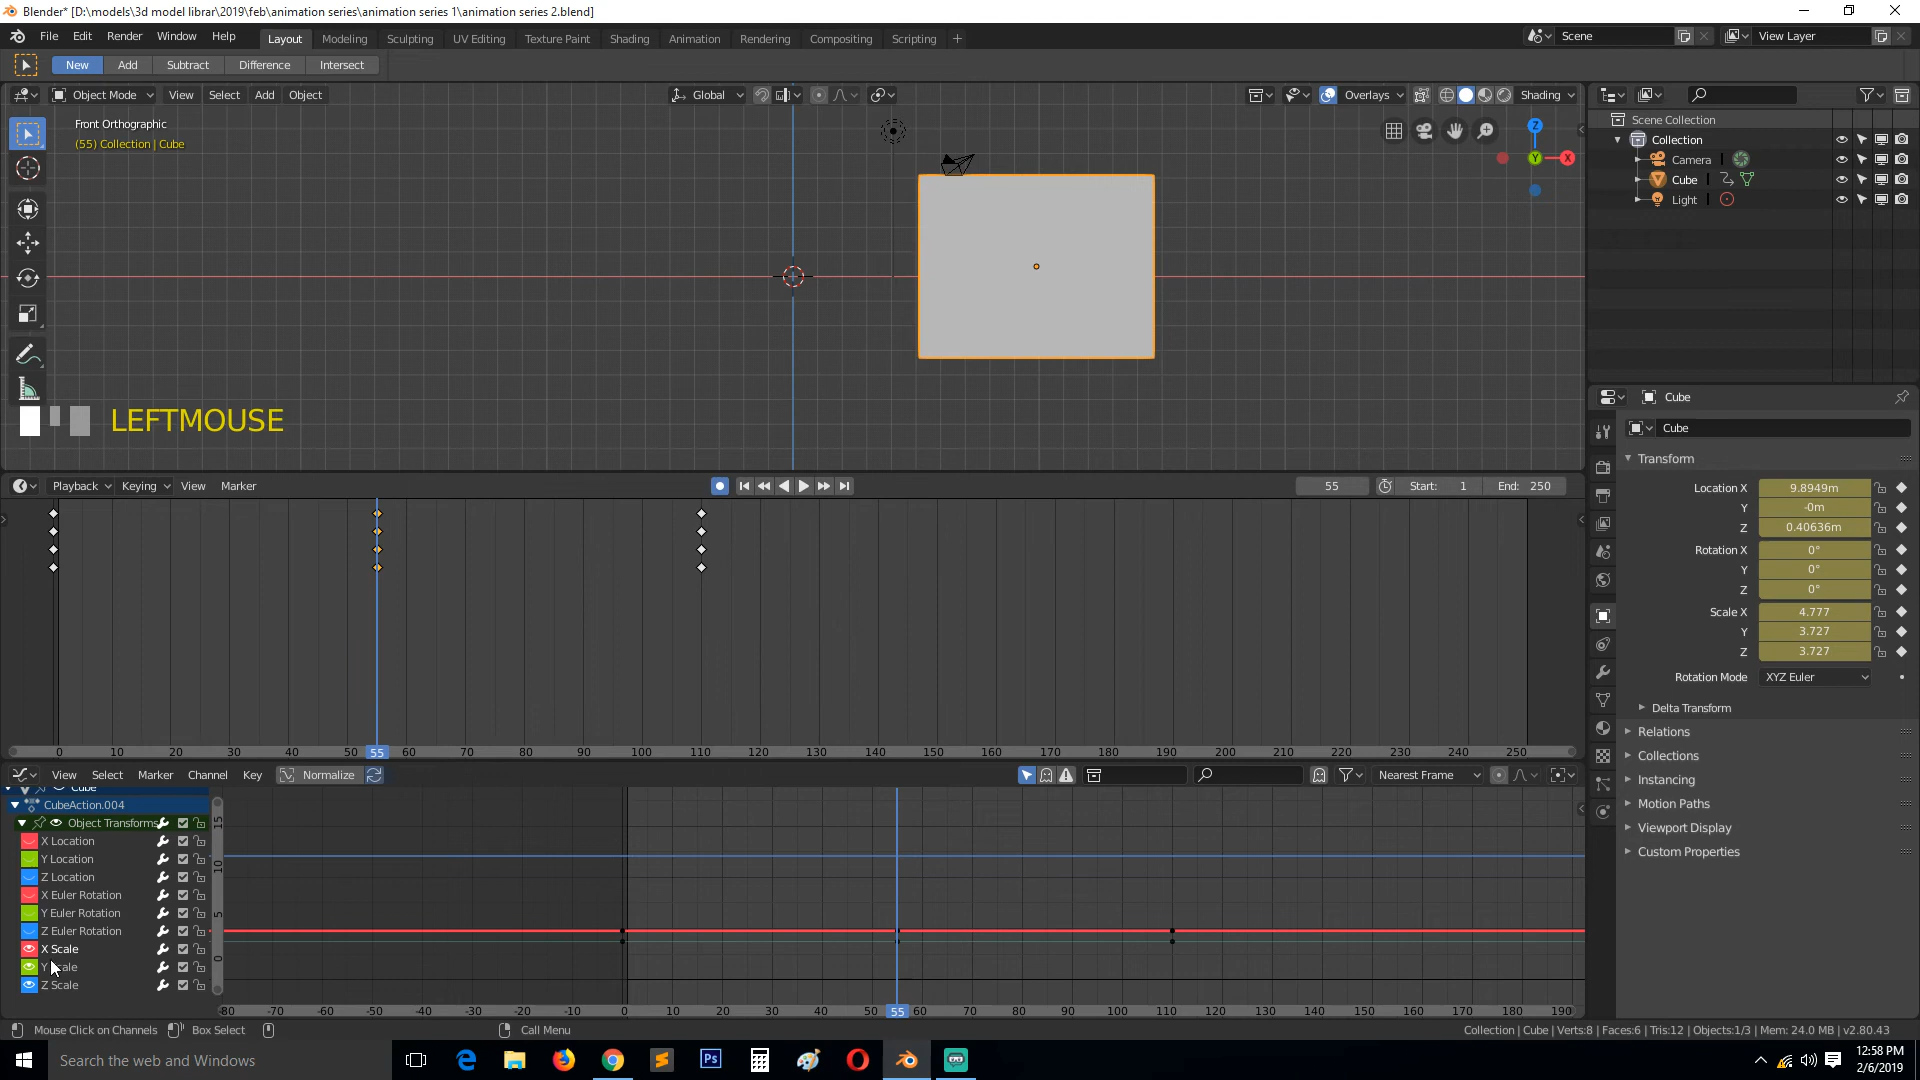 Blender* [D:\models\3d model librar\2019\feb\animation series\animation series 1\animation series 2.blend]
File Edit Render Window Help Layout Modeling Sculpting UV Editing Texture Paint Shading Animation Rendering Compositing Scripting + Scene View Layer
New Add Subtract Difference Intersect
Object Mode View Select Add Object Global Overlays Shading
Front Orthographic
(55) Collection | Cube
Z
Y
X
LEFTMOUSE
Scene Collection
Collection
Camera
Cube
Light
Cube
Cube
Transform
Location X 9.8949m
Y -0m
Z 0.40636m
Rotation X 0°
Y 0°
Z 0°
Scale X 4.777
Y 3.727
Z 3.727
Rotation Mode XYZ Euler
Delta Transform
Relations
Collections
Instancing
Motion Paths
Viewport Display
Custom Properties
Playback Keying View Marker 55 Start: 1 End: 250
0 10 20 30 40 50 55 60 70 80 90 100 110 120 130 140 150 160 170 180 190 200 210 220 230 240 250
View Select Marker Channel Key Normalize Nearest Frame
Cube
CubeAction.004
Object Transforms
X Location
Y Location
Z Location
X Euler Rotation
Y Euler Rotation
Z Euler Rotation
X Scale
Z Scale
15
10
5
0
-80 -70 -60 -50 -40 -30 -20 -10 0 10 20 30 40 50 55 60 70 80 90 100 110 120 130 140 150 160 170 180 190
Mouse Click on Channels Box Select Call Menu Collection | Cube | Verts:8 | Faces:6 | Tris:12 | Objects:1/3 | Mem: 24.0 MB | v2.80.43
Search the web and Windows
Ps
12:58 PM
2/6/2019